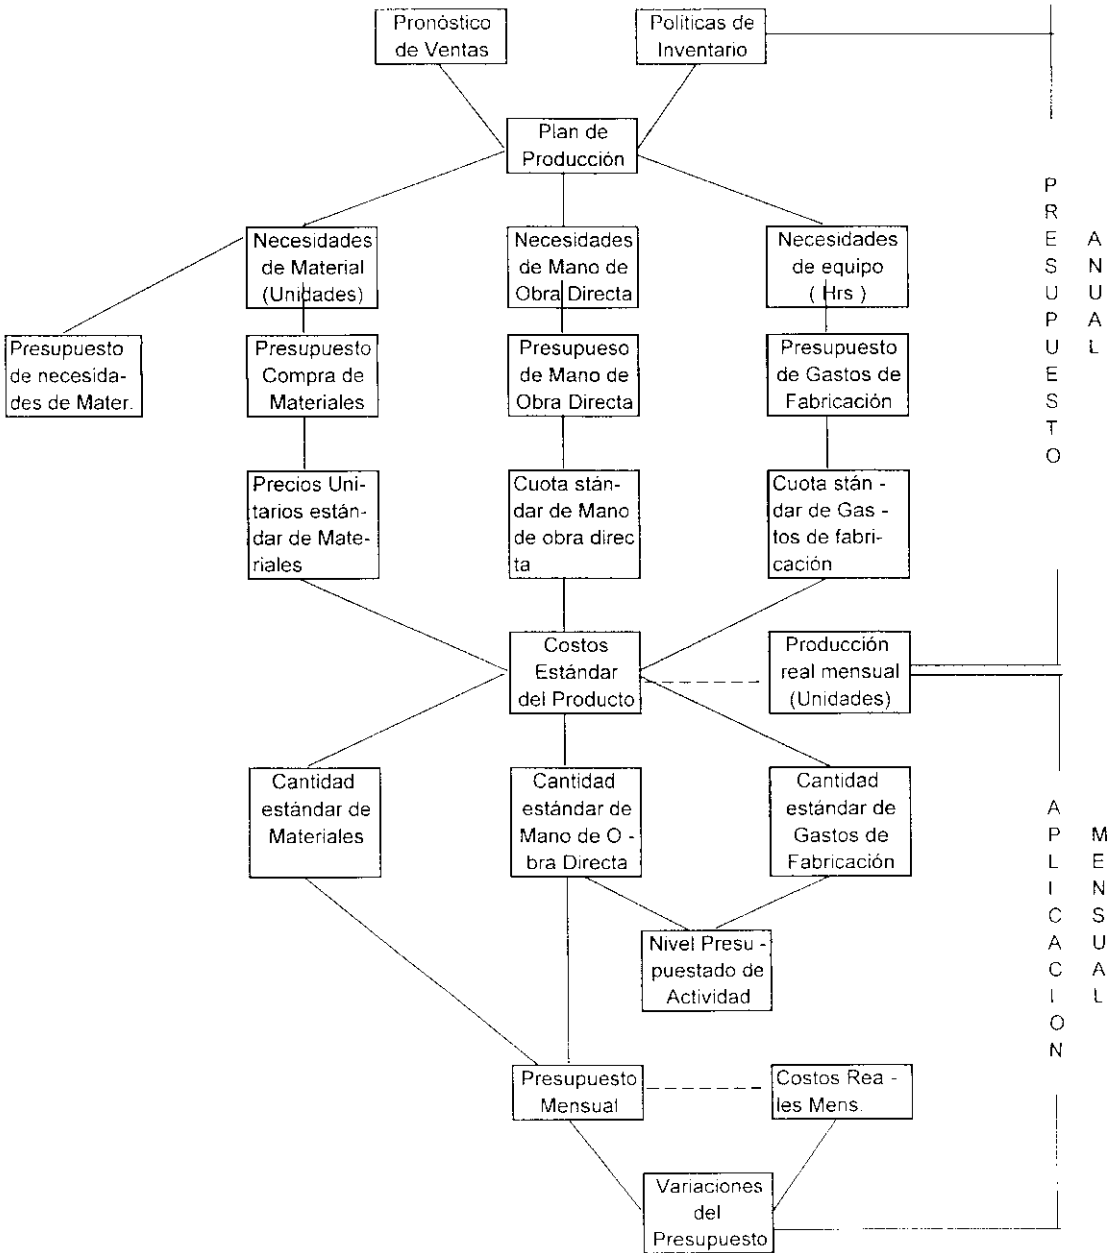 Pronóstico
de Ventas
Políticas de
Inventario
Plan de
Producción
Necesidades
de Material
(Unidades)
Necesidades
de Mano de
Obra Directa
Necesidades
de equipo
( Hrs )
Presupuesto
de necesida-
des de Mater.
Presupuesto
Compra de
Materiales
Presupueso
de Mano de
Obra Directa
Presupuesto
de Gastos de
Fabricación
Precios Uni-
tarios están-
dar de Mate-
riales
Cuota stán-
dar de Mano
de obra direc
ta
Cuota stán -
dar de Gas -
tos de fabri-
cación
PRESUPUESTO
ANUAL
Costos
Estándar
del Producto
Producción
real mensual
(Unidades)
Cantidad
estándar de
Materiales
Cantidad
estándar de
Mano de O -
bra Directa
Cantidad
estándar de
Gastos de
Fabricación
Nivel Presu -
puestado de
Actividad
Presupuesto
Mensual
Costos Rea -
les Mens.
Variaciones
del
Presupuesto
APLICACION
MENSUAL